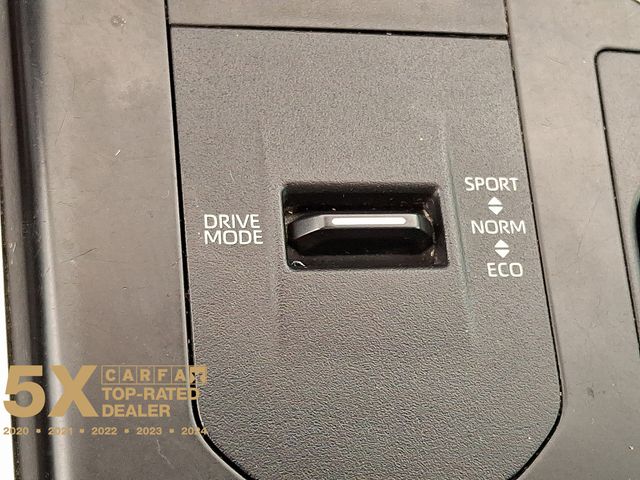 SPORT
DRIVE
MODE
NORM
ECO
5X
CARFAX
TOP-RATED
DEALER
2020 • 2021 • 2022 • 2023 • 2024